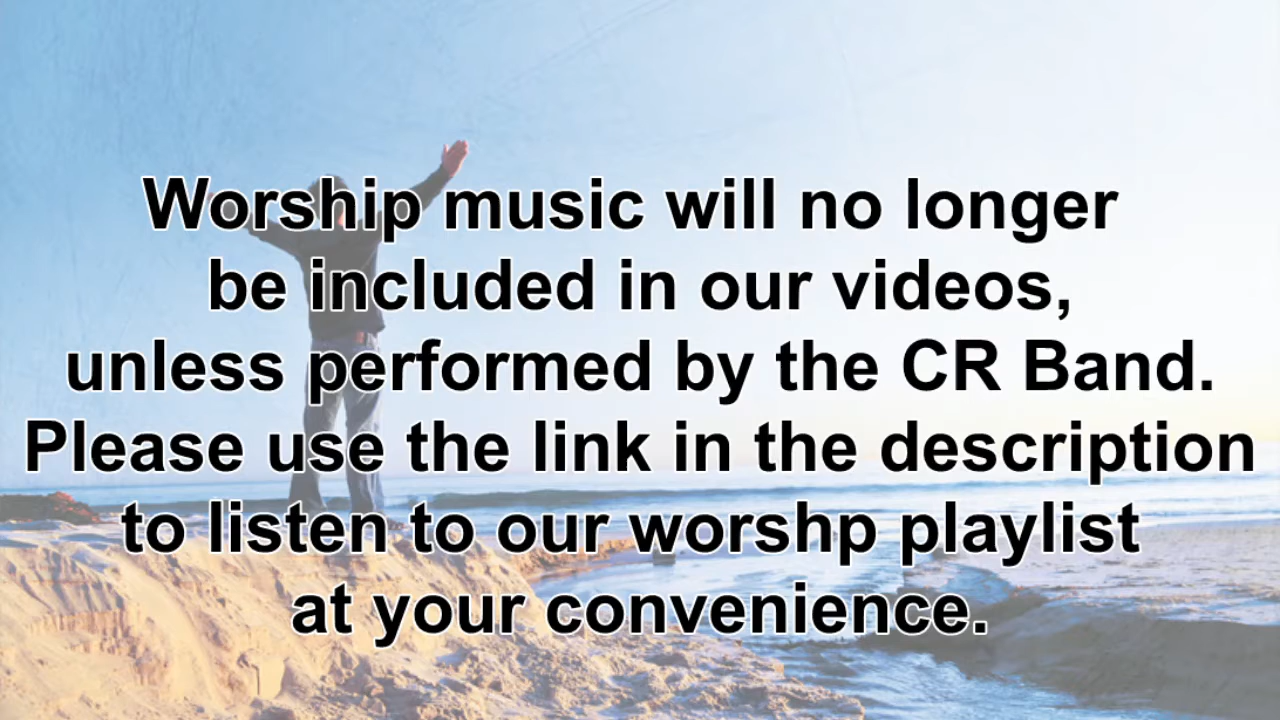 Worship music will no longer
be included in our videos,
unless performed by the CR Band.
Please use the link in the description
to listen to our worshp playlist
at your convenience.